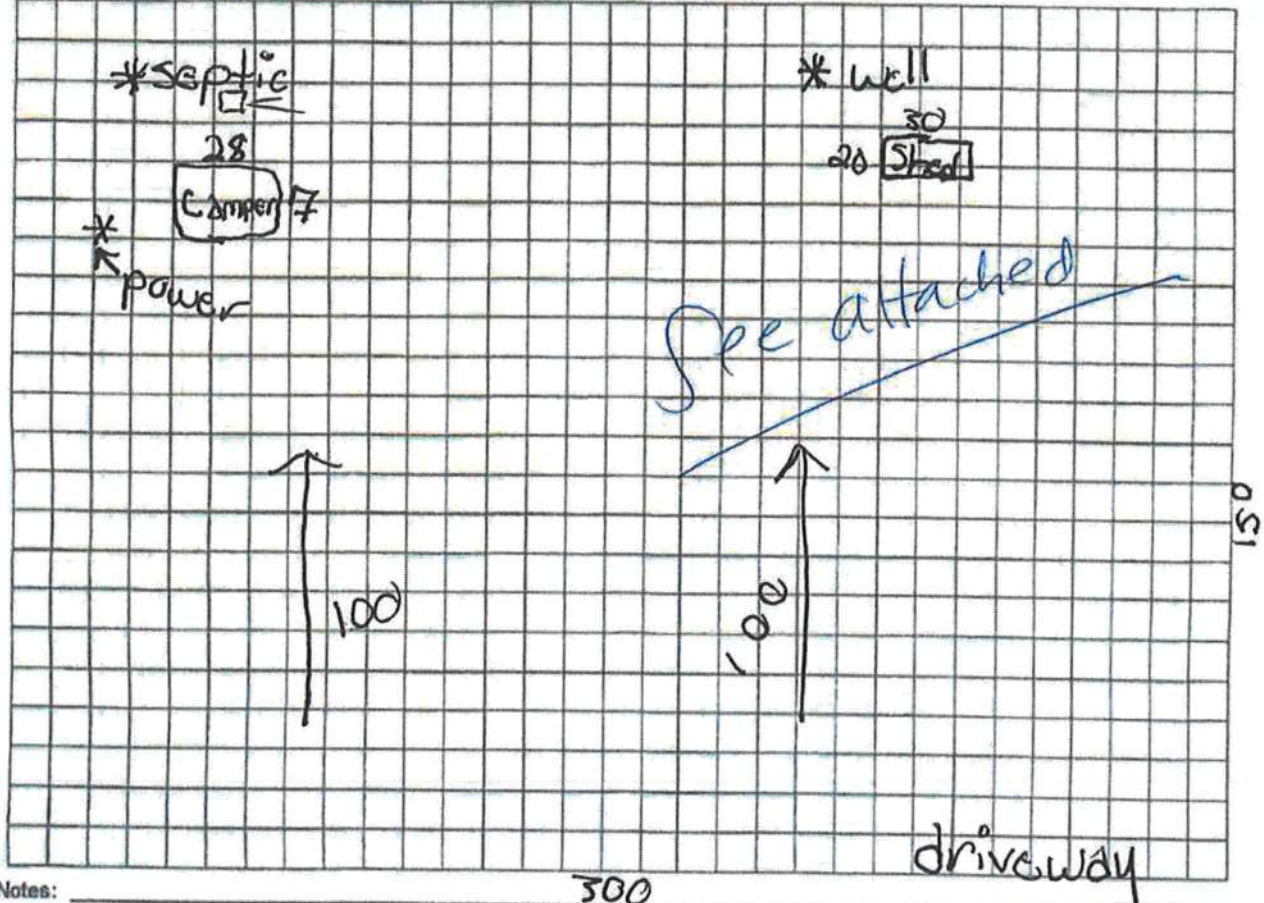 *septic
* well
28
30
20 Shed
Camper 7
power
See attached
150
100
100
driveway
Notes:
300